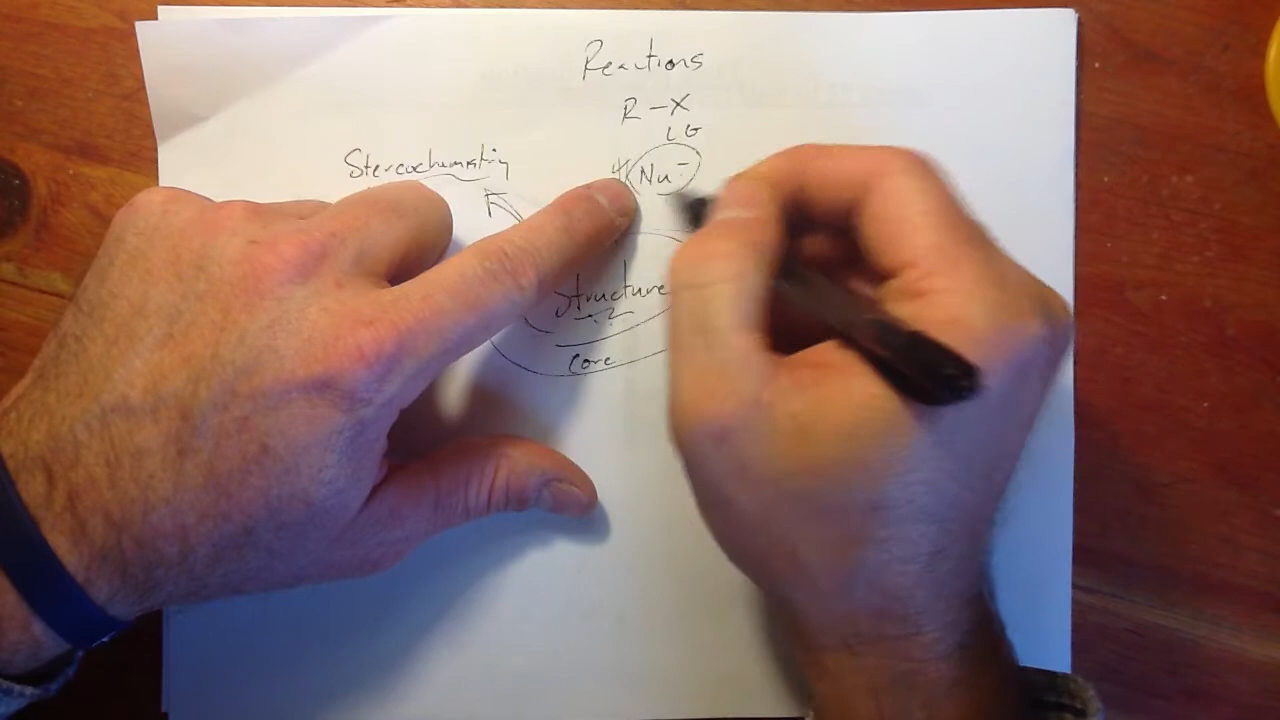 Reactions
R-X
LG
Stereochemistry
Nu⁻
Structure
core